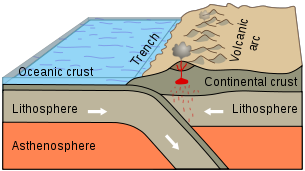 Trench
Volcanic
arc
Oceanic crust
Continental crust
Lithosphere
Lithosphere
Asthenosphere